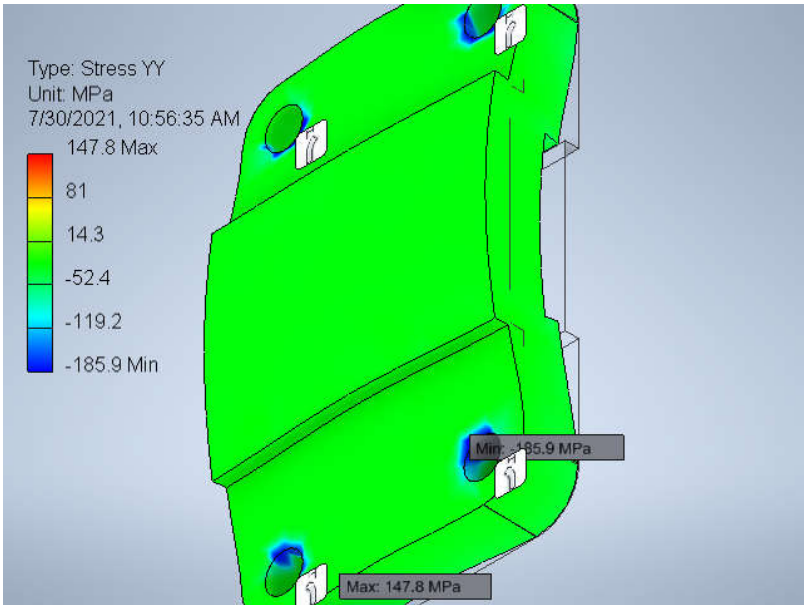 Type: Stress YY
Unit: MPa
7/30/2021, 10:56:35 AM
147.8 Max
81
14.3
-52.4
-119.2
-185.9 Min
Min: -185.9 MPa
Max: 147.8 MPa